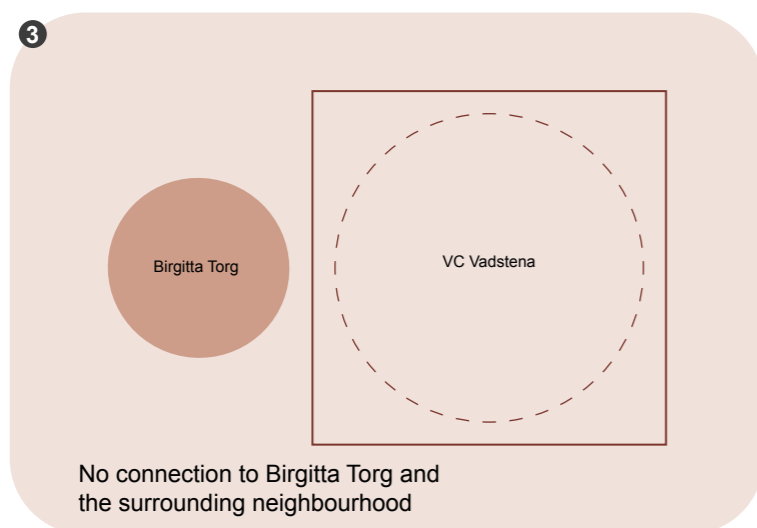 3
Birgitta Torg
VC Vadstena
No connection to Birgitta Torg and
the surrounding neighbourhood